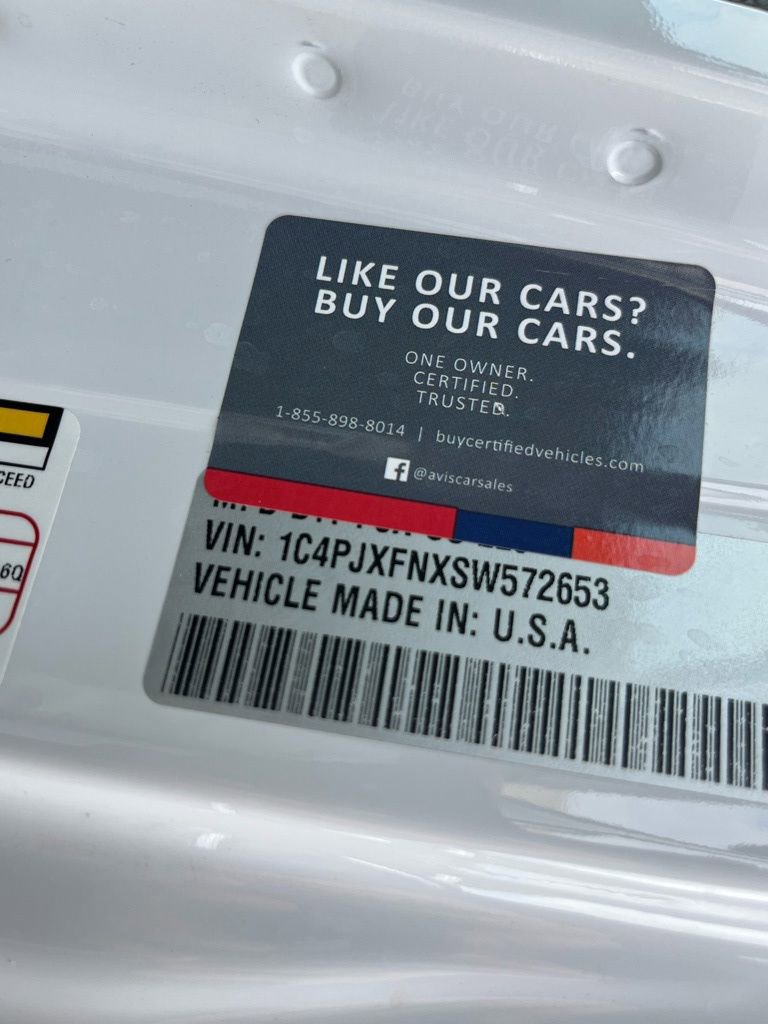 LIKE OUR CARS?
BUY OUR CARS.
ONE OWNER.
CERTIFIED.
TRUSTED.
1-855-898-8014 | buycertifiedvehicles.com
@aviscarsales
VIN: 1C4PJXFNXSW572653
VEHICLE MADE IN: U.S.A.
CEED
6Q